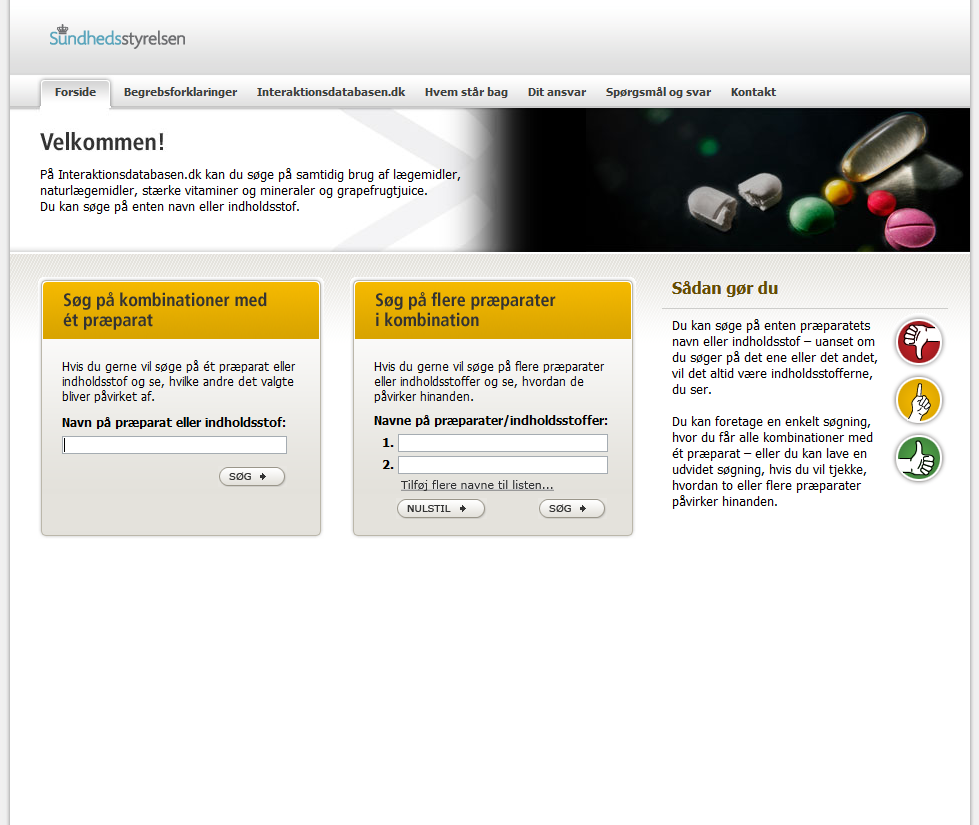 Sundhedsstyrelsen
Forside Begrebsforklaringer Interaktionsdatabasen.dk Hvem står bag Dit ansvar Spørgsmål og svar Kontakt
Velkommen!
På Interaktionsdatabasen.dk kan du søge på samtidig brug af lægemidler,
naturlægemidler, stærke vitaminer og mineraler og grapefrugtjuice.
Du kan søge på enten navn eller indholdsstof.
Søg på kombinationer med
ét præparat
Hvis du gerne vil søge på ét præparat eller
indholdsstof og se, hvilke andre det valgte
bliver påvirket af.
Navn på præparat eller indholdsstof:
SØG
Søg på flere præparater
i kombination
Hvis du gerne vil søge på flere præparater
eller indholdsstoffer og se, hvordan de
påvirker hinanden.
Navne på præparater/indholdsstoffer:
1.
2.
Tilføj flere navne til listen...
NULSTIL SØG
Sådan gør du
Du kan søge på enten præparatets
navn eller indholdsstof – uanset om
du søger på det ene eller det andet,
vil det altid være indholdsstofferne,
du ser.
Du kan foretage en enkelt søgning,
hvor du får alle kombinationer med
ét præparat – eller du kan lave en
udvidet søgning, hvis du vil tjekke,
hvordan to eller flere præparater
påvirker hinanden.